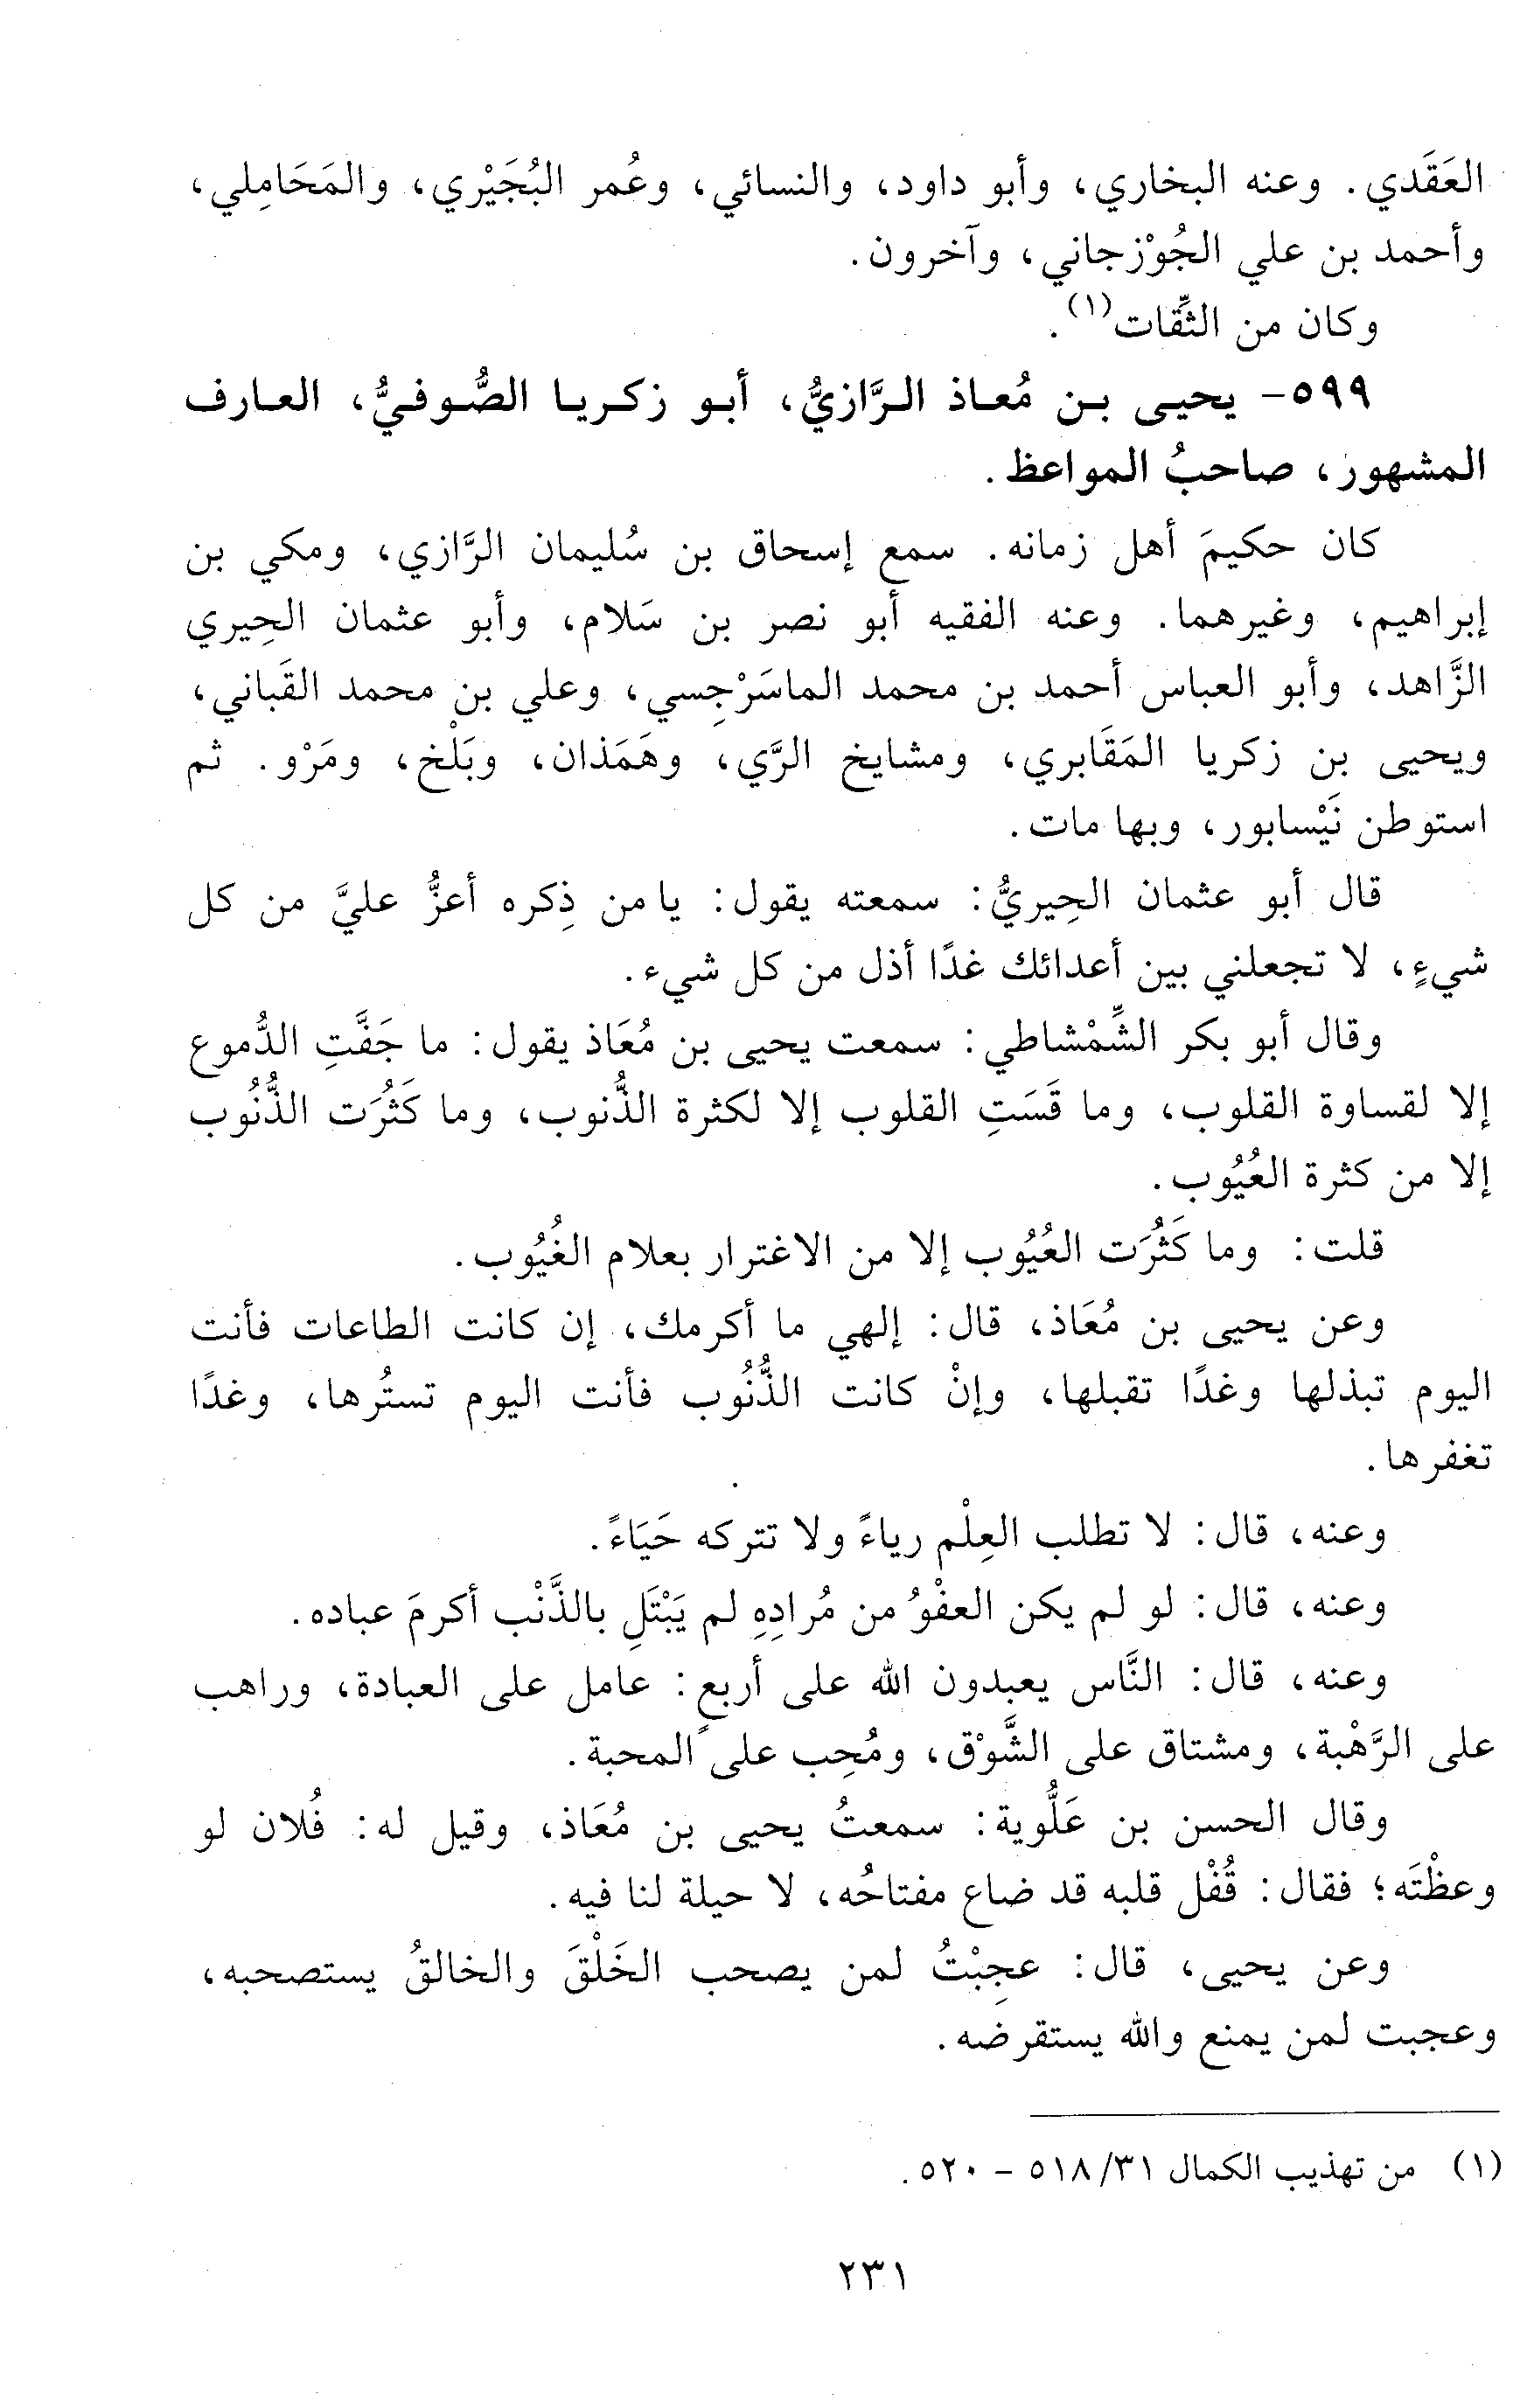 العَقَدي. وعنه البخاري، وأبو داود، والنسائي، وعُمر البُجَيْري، والمَحَامِلي،
وأحمد بن علي الجُوْزجاني، وآخرون.
وكان من الثِّقات(١).
٥٩٩- يحيى بن مُعاذ الرَّازيُّ، أبو زكريا الصُّوفيُّ، العارف
المشهور، صاحبُ المواعظ.
كان حكيمَ أهل زمانه. سمع إسحاق بن سُليمان الرَّازي، ومكي بن
إبراهيم، وغيرهما. وعنه الفقيه أبو نصر بن سَلام، وأبو عثمان الحِيري
الزَّاهد، وأبو العباس أحمد بن محمد الماسَرْجِسي، وعلي بن محمد القَباني،
ويحيى بن زكريا المَقَابري، ومشايخ الرَّي، وهَمَذان، وبَلْخ، ومَرْو. ثم
استوطن نَيْسابور، وبها مات.
قال أبو عثمان الحِيريُّ: سمعته يقول: يا من ذِكره أعزُّ عليَّ من كل
شيءٍ، لا تجعلني بين أعدائك غدًا أذل من كل شيء.
وقال أبو بكر الشِّمْشاطي: سمعت يحيى بن مُعَاذ يقول: ما جَفَّتِ الدُّموع
إلا لقساوة القلوب، وما قَسَتِ القلوب إلا لكثرة الذُّنوب، وما كَثُرَت الذُّنُوب
إلا من كثرة العُيُوب.
قلت: وما كَثُرَت العُيُوب إلا من الاغترار بعلام الغُيُوب.
وعن يحيى بن مُعَاذ، قال: إلهي ما أكرمك، إن كانت الطاعات فأنت
اليوم تبذلها وغدًا تقبلها، وإنْ كانت الذُّنُوب فأنت اليوم تستُرها، وغدًا
تغفرها.
وعنه، قال: لا تطلب العِلْم رياءً ولا تتركه حَيَاءً.
وعنه، قال: لو لم يكن العفْوُ من مُرادِهِ لم يَبْتَلِ بالذَّنْب أكرمَ عباده.
وعنه، قال: النَّاس يعبدون الله على أربعٍ: عامل على العبادة، وراهب
على الرَّهْبة، ومشتاق على الشَّوْق، ومُحِب على المحبة.
وقال الحسن بن عَلُّوية: سمعتُ يحيى بن مُعَاذ، وقيل له: فُلان لو
وعظْتَه؛ فقال: قُفْل قلبه قد ضاع مفتاحُه، لا حيلة لنا فيه.
وعن يحيى، قال: عجِبْتُ لمن يصحب الخَلْقَ والخالقُ يستصحبه،
وعجبت لمن يمنع والله يستقرضه.
(١) من تهذيب الكمال ٣١/ ٥١٨ - ٥٢٠.
٢٣١